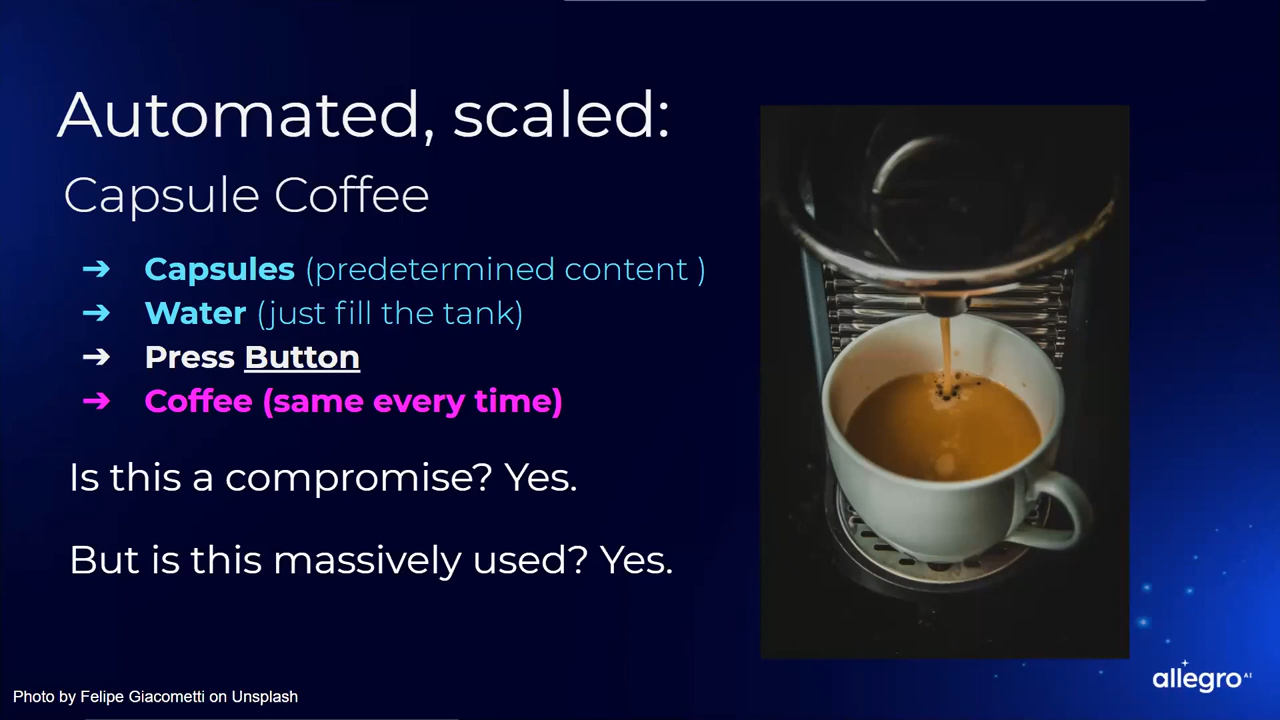 Automated, scaled:
Capsule Coffee
➔ Capsules (predetermined content )
➔ Water (just fill the tank)
➔ Press Button
➔ Coffee (same every time)
Is this a compromise? Yes.
But is this massively used? Yes.
Photo by Felipe Giacometti on Unsplash
allegro AI